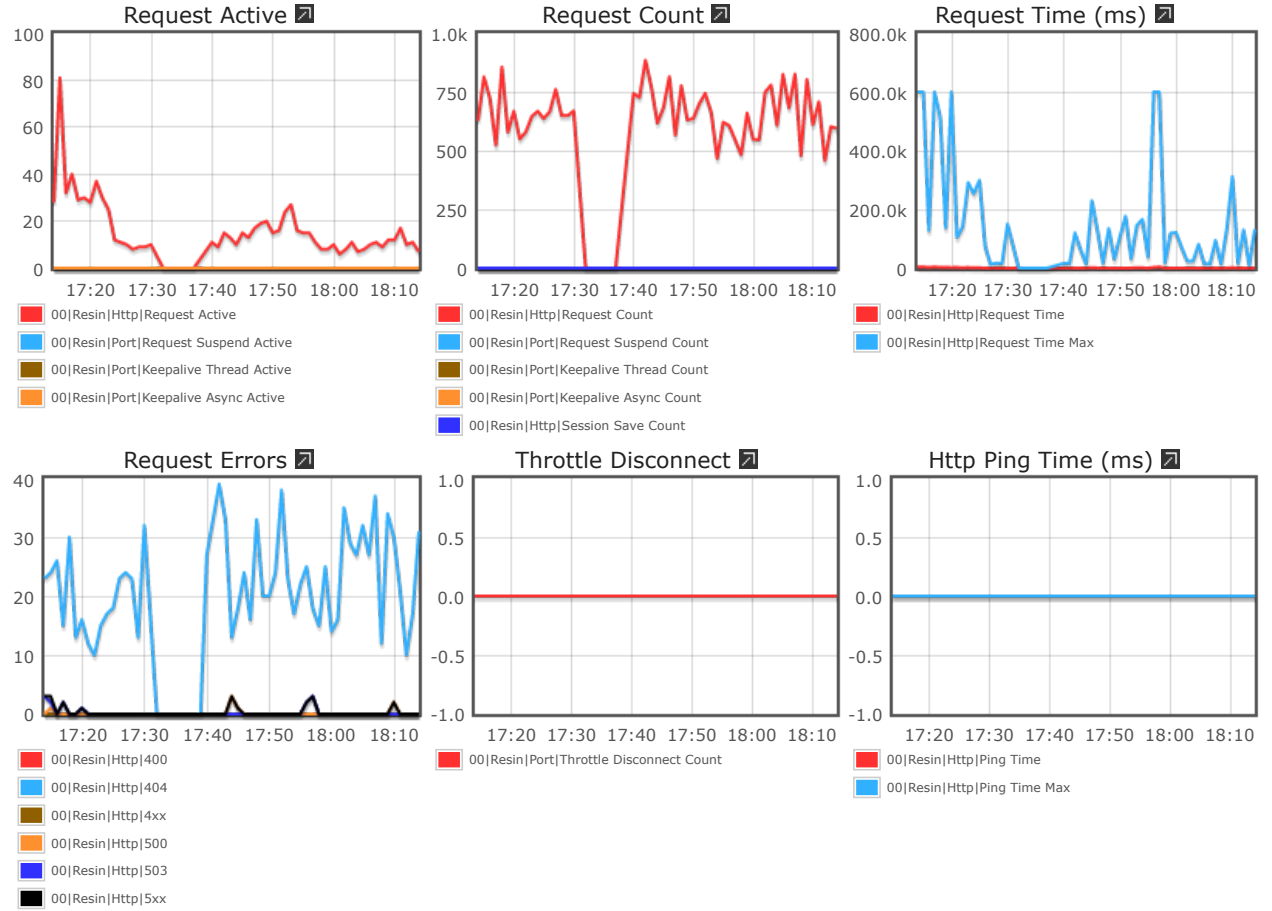 Request Active
100
80
60
40
20
0
17:20 17:30 17:40 17:50 18:00 18:10
00|Resin|Http|Request Active
00|Resin|Port|Request Suspend Active
00|Resin|Port|Keepalive Thread Active
00|Resin|Port|Keepalive Async Active
Request Count
1.0k
750
500
250
0
17:20 17:30 17:40 17:50 18:00 18:10
00|Resin|Http|Request Count
00|Resin|Port|Request Suspend Count
00|Resin|Port|Keepalive Thread Count
00|Resin|Port|Keepalive Async Count
00|Resin|Http|Session Save Count
Request Time (ms)
800.0k
600.0k
400.0k
200.0k
0
17:20 17:30 17:40 17:50 18:00 18:10
00|Resin|Http|Request Time
00|Resin|Http|Request Time Max
Request Errors
40
30
20
10
0
17:20 17:30 17:40 17:50 18:00 18:10
00|Resin|Http|400
00|Resin|Http|404
00|Resin|Http|4xx
00|Resin|Http|500
00|Resin|Http|503
00|Resin|Http|5xx
Throttle Disconnect
1.0
0.5
0.0
-0.5
-1.0
17:20 17:30 17:40 17:50 18:00 18:10
00|Resin|Port|Throttle Disconnect Count
Http Ping Time (ms)
1.0
0.5
0.0
-0.5
-1.0
17:20 17:30 17:40 17:50 18:00 18:10
00|Resin|Http|Ping Time
00|Resin|Http|Ping Time Max